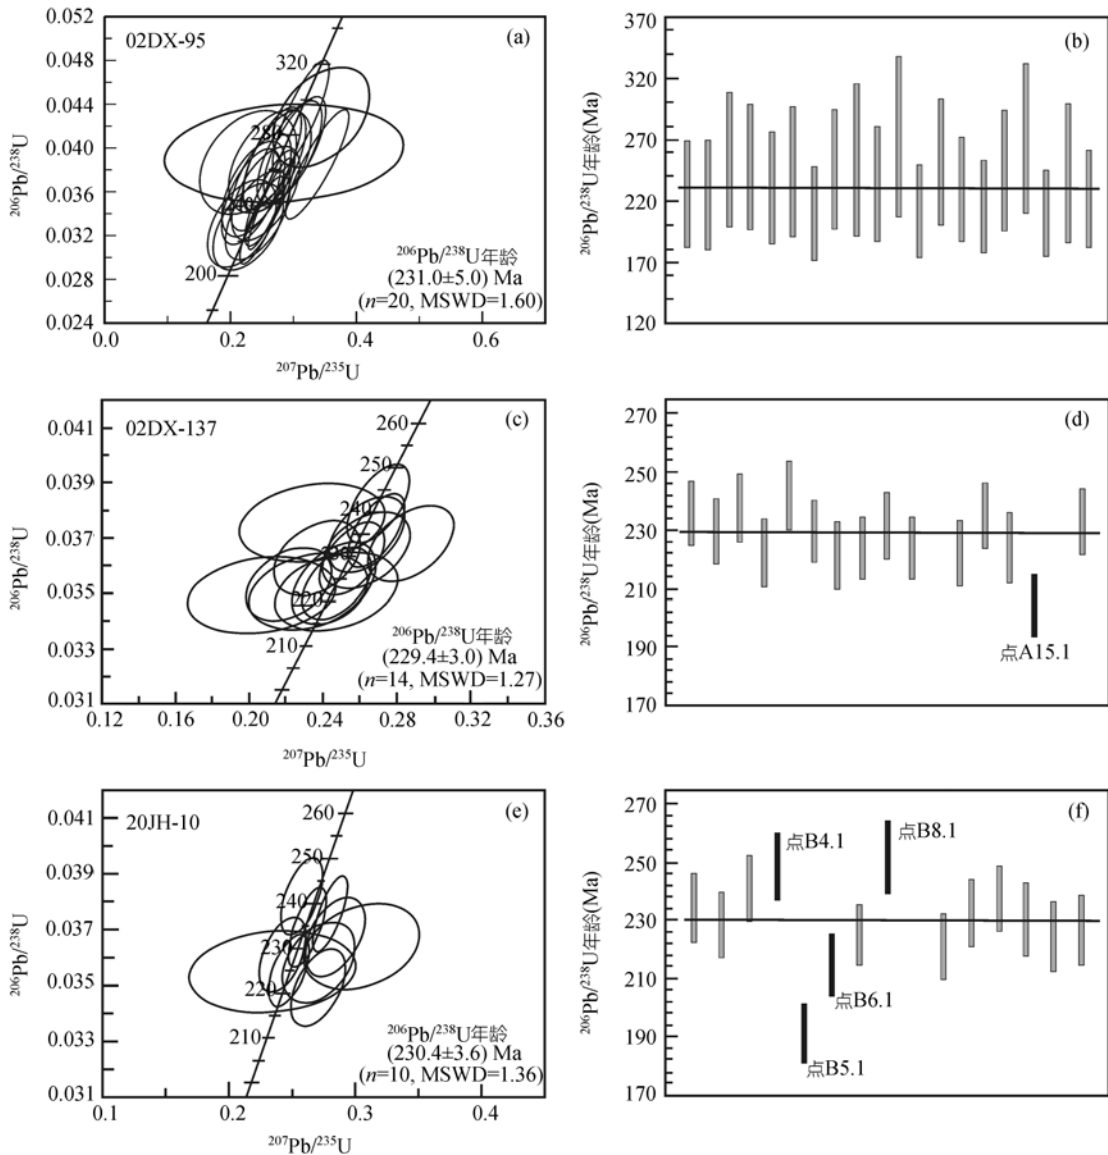 0.052
0.048
0.044
0.040
0.036
0.032
0.028
0.024
²⁰⁶Pb/²³⁸U
02DX-95
(a)
320
280
240
200
²⁰⁶Pb/²³⁸U年龄
(231.0±5.0) Ma
(n=20, MSWD=1.60)
0.0 0.2 0.4 0.6
²⁰⁷Pb/²³⁵U
370
320
270
220
170
120
²⁰⁶Pb/²³⁸U年龄(Ma)
(b)
0.041
0.039
0.037
0.035
0.033
0.031
²⁰⁶Pb/²³⁸U
02DX-137
(c)
260
250
240
230
220
210
²⁰⁶Pb/²³⁸U年龄
(229.4±3.0) Ma
(n=14, MSWD=1.27)
0.12 0.16 0.20 0.24 0.28 0.32 0.36
²⁰⁷Pb/²³⁵U
270
250
230
210
190
170
²⁰⁶Pb/²³⁸U年龄(Ma)
(d)
点A15.1
0.041
0.039
0.037
0.035
0.033
0.031
²⁰⁶Pb/²³⁸U
20JH-10
(e)
260
250
240
230
220
210
²⁰⁶Pb/²³⁸U年龄
(230.4±3.6) Ma
(n=10, MSWD=1.36)
0.1 0.2 0.3 0.4
²⁰⁷Pb/²³⁵U
270
250
230
210
190
170
²⁰⁶Pb/²³⁸U年龄(Ma)
(f)
点B4.1
点B8.1
点B6.1
点B5.1